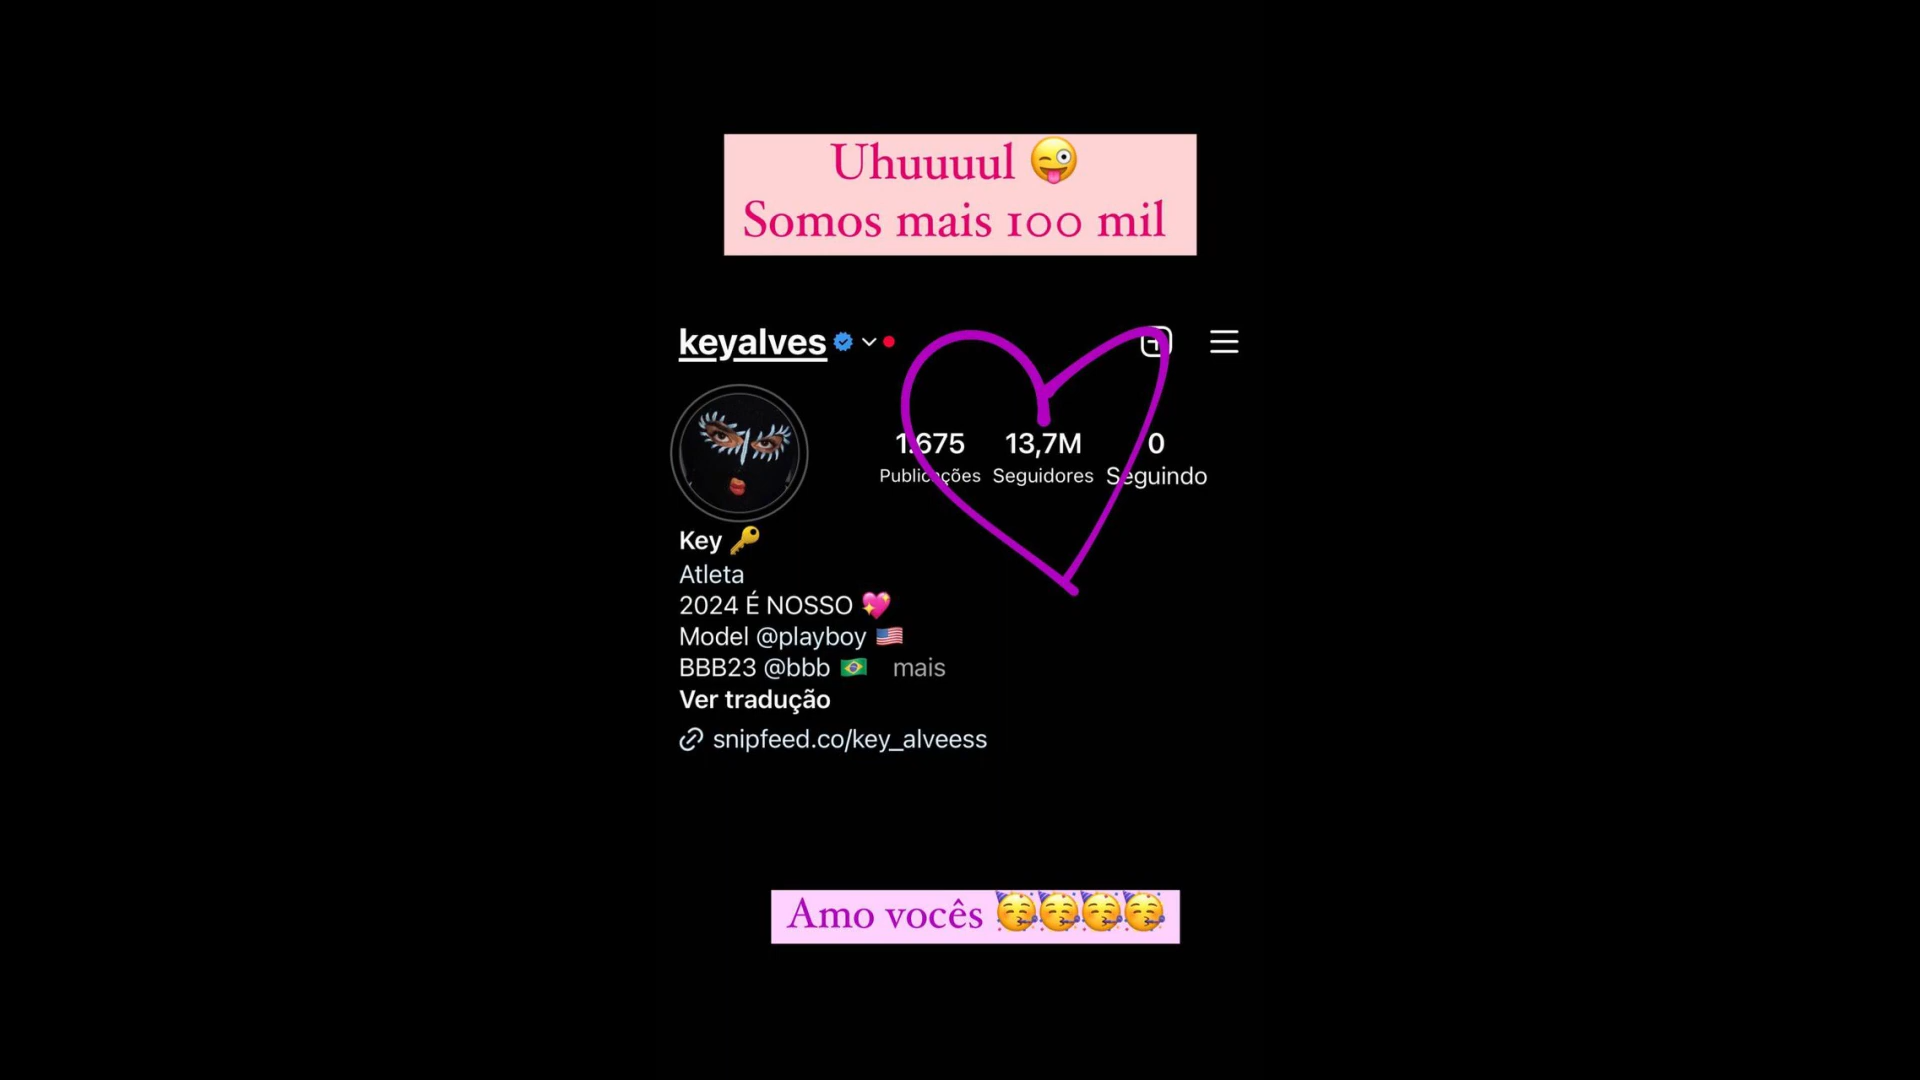 Uhuuuul 😜
Somos mais 100 mil
keyalves
1.675 13,7M 0
Publicações Seguidores Seguindo
Key 🔑
Atleta
2024 É NOSSO 💖
Model @playboy 🇺🇸
BBB23 @bbb 🇧🇷 mais
Ver tradução
snipfeed.co/key_alveess
Amo vocês 🥳🥳🥳🥳